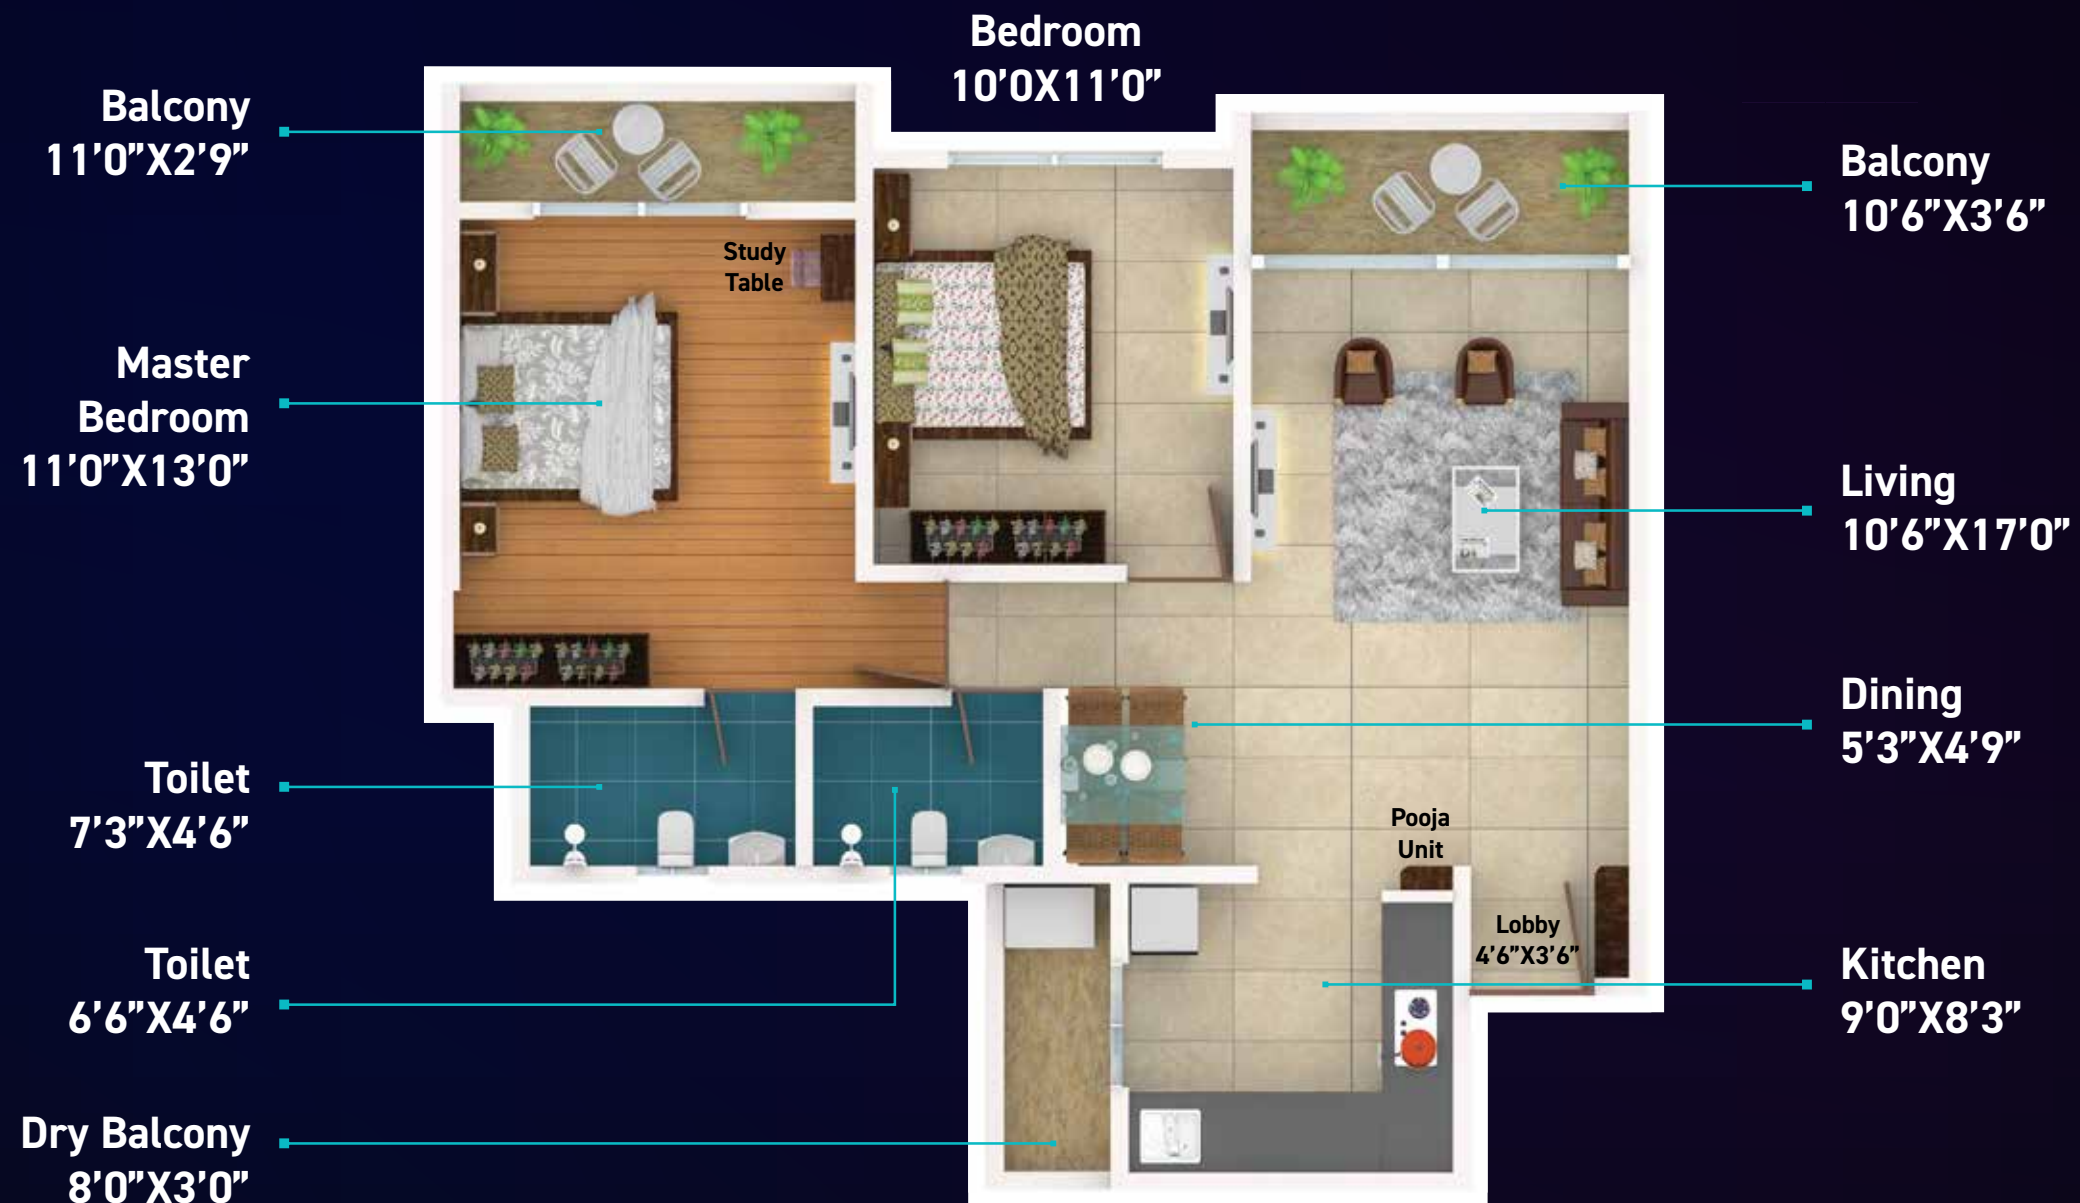 Bedroom
10'0X11'0”
Balcony
11'0”X2'9”
Master
Bedroom
11'0”X13'0”
Toilet
7'3”X4'6”
Toilet
6'6”X4'6”
Dry Balcony
8'0”X3'0”
Study
Table
Pooja
Unit
Lobby
4'6”X3'6”
Balcony
10'6”X3'6”
Living
10'6”X17'0”
Dining
5'3”X4'9”
Kitchen
9'0”X8'3”